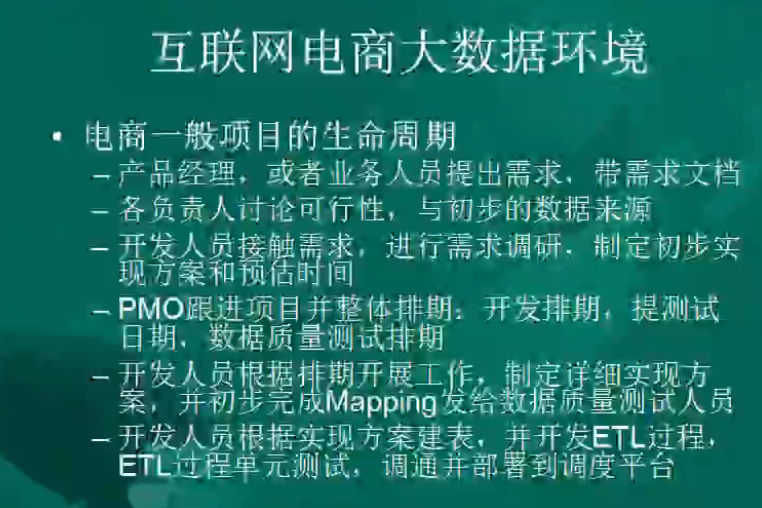 互联网电商大数据环境
• 电商一般项目的生命周期
– 产品经理，或者业务人员提出需求，带需求文档
– 各负责人讨论可行性，与初步的数据来源
– 开发人员接触需求，进行需求调研，制定初步实
现方案和预估时间
– PMO跟进项目并整体排期：开发排期，提测试
日期，数据质量测试排期
– 开发人员根据排期开展工作，制定详细实现方
案，并初步完成Mapping发给数据质量测试人员
– 开发人员根据实现方案建表，并开发ETL过程，
ETL过程单元测试，调通并部署到调度平台